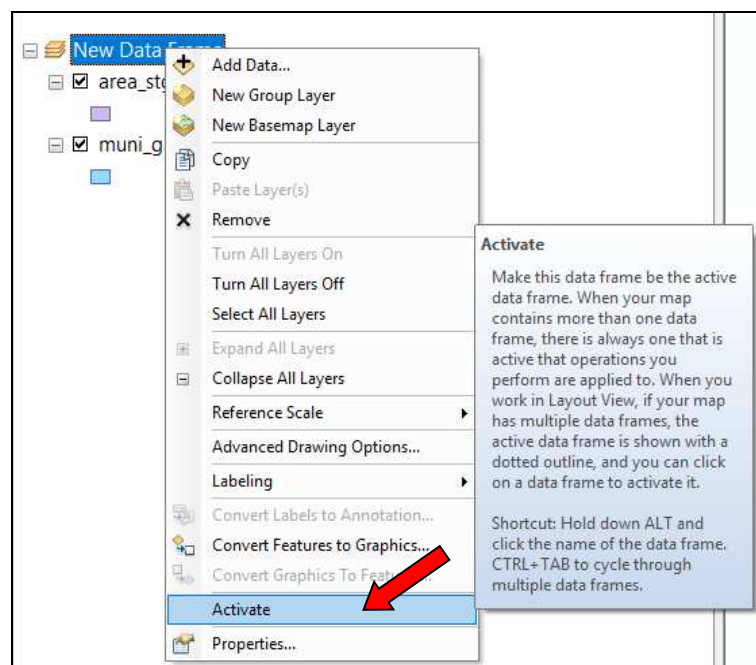 New Data Frame
area_stg
muni_g
Add Data...
New Group Layer
New Basemap Layer
Copy
Paste Layer(s)
Remove
Turn All Layers On
Turn All Layers Off
Select All Layers
Expand All Layers
Collapse All Layers
Reference Scale
Advanced Drawing Options...
Labeling
Convert Labels to Annotation...
Convert Features to Graphics...
Convert Graphics To
Activate
Properties...
Activate
Make this data frame be the active
data frame. When your map
contains more than one data
frame, there is always one that is
active that operations you
perform are applied to. When you
work in Layout View, if your map
has multiple data frames, the
active data frame is shown with a
dotted outline, and you can click
on a data frame to activate it.
Shortcut: Hold down ALT and
click the name of the data frame.
CTRL+TAB to cycle through
multiple data frames.